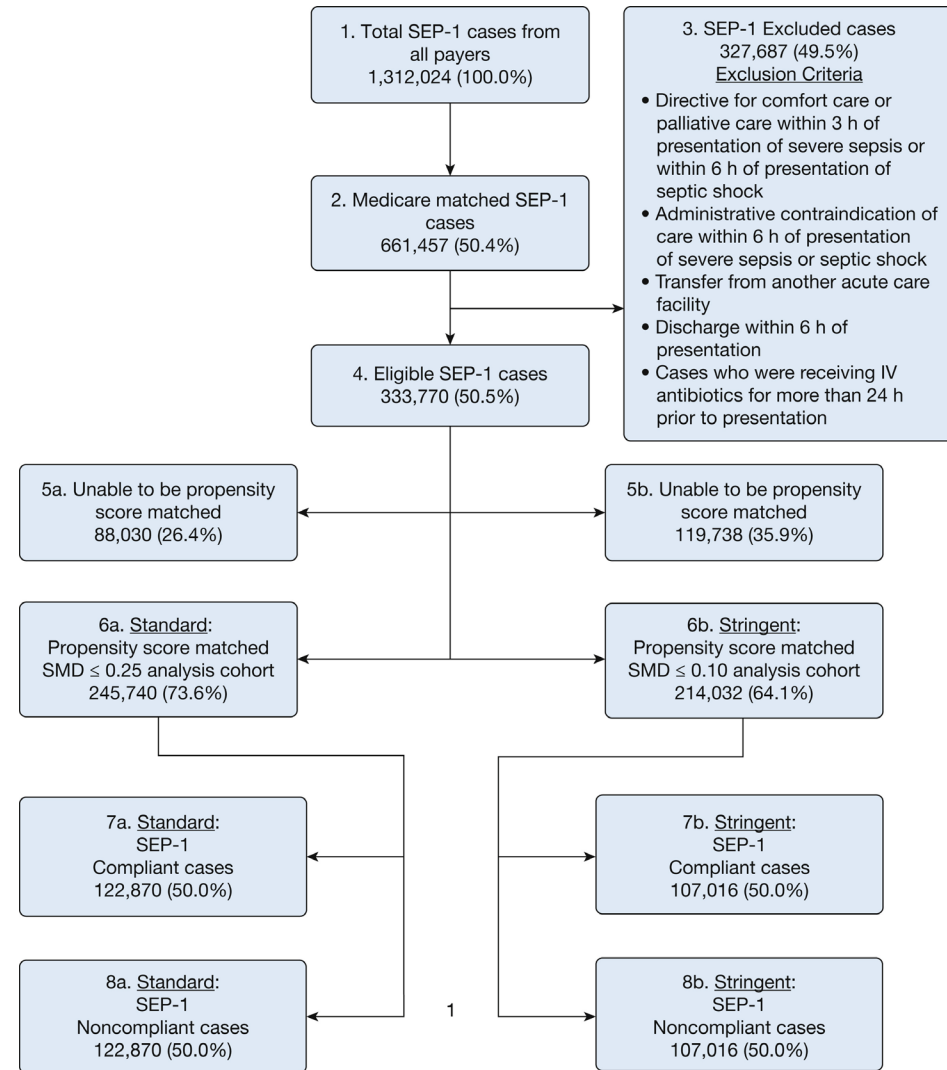 1. Total SEP-1 cases from
all payers
1,312,024 (100.0%)
2. Medicare matched SEP-1
cases
661,457 (50.4%)
3. SEP-1 Excluded cases
327,687 (49.5%)
Exclusion Criteria
• Directive for comfort care or
palliative care within 3 h of
presentation of severe sepsis or
within 6 h of presentation of
septic shock
• Administrative contraindication of
care within 6 h of presentation
of severe sepsis or septic shock
• Transfer from another acute care
facility
• Discharge within 6 h of
presentation
• Cases who were receiving IV
antibiotics for more than 24 h
prior to presentation
4. Eligible SEP-1 cases
333,770 (50.5%)
5a. Unable to be propensity
score matched
88,030 (26.4%)
5b. Unable to be propensity
score matched
119,738 (35.9%)
6a. Standard:
Propensity score matched
SMD ≤ 0.25 analysis cohort
245,740 (73.6%)
6b. Stringent:
Propensity score matched
SMD ≤ 0.10 analysis cohort
214,032 (64.1%)
7a. Standard:
SEP-1
Compliant cases
122,870 (50.0%)
7b. Stringent:
SEP-1
Compliant cases
107,016 (50.0%)
8a. Standard:
SEP-1
Noncompliant cases
122,870 (50.0%)
1
8b. Stringent:
SEP-1
Noncompliant cases
107,016 (50.0%)